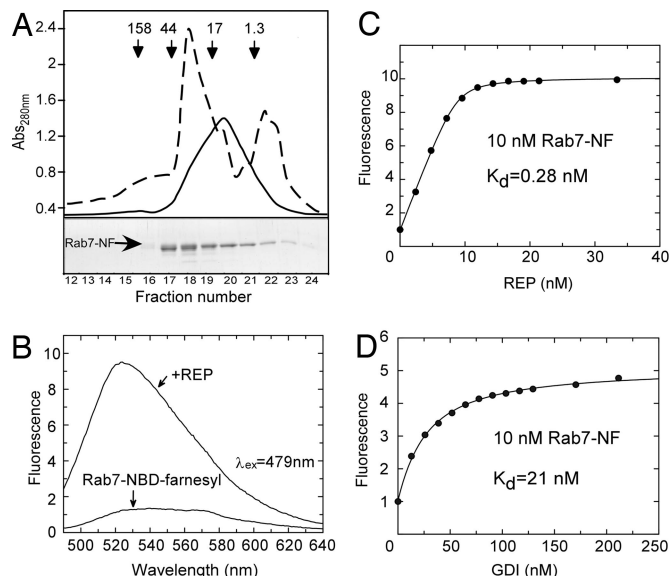 A
158 44 17 1.3
2.4
2
1.6
1.2
0.8
0.4
Abs280nm
Rab7-NF
12 13 14 15 16 17 18 19 20 21 22 23 24
Fraction number
B
10
8
6
4
2
0
Fluorescence
+REP
λex=479nm
Rab7-NBD-farnesyl
500 520 540 560 580 600 620 640
Wavelength (nm)
C
10
8
6
4
2
Fluorescence
10 nM Rab7-NF
Kd=0.28 nM
0 10 20 30 40
REP (nM)
D
6
5
4
3
2
1
Fluorescence
10 nM Rab7-NF
Kd=21 nM
0 50 100 150 200 250
GDI (nM)